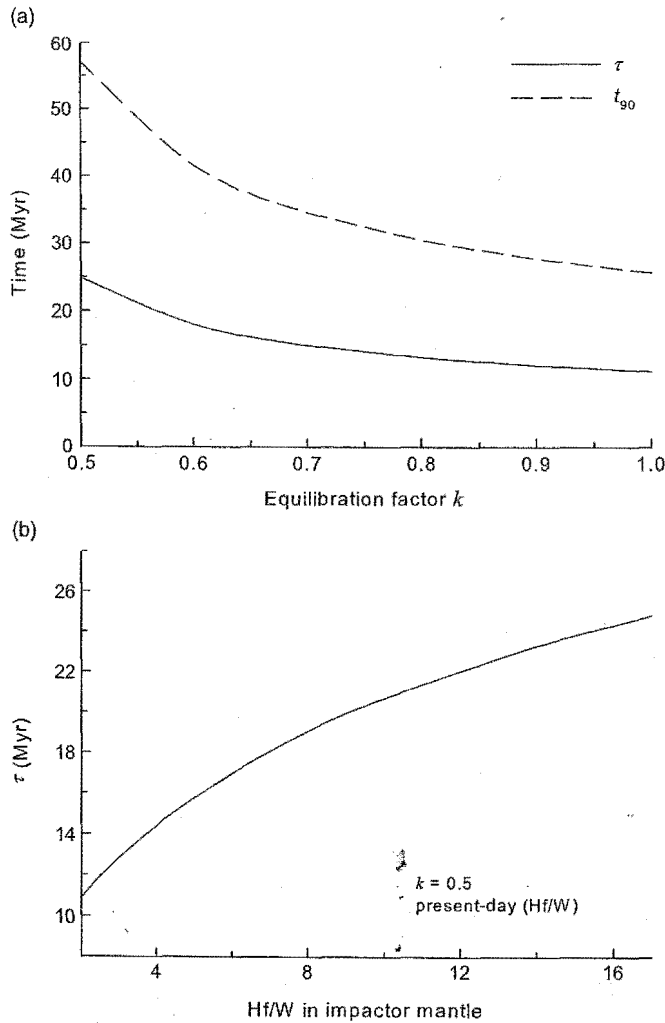 (a)
60
50
40
30
20
10
0
Time (Myr)
τ
t₉₀
0.5 0.6 0.7 0.8 0.9 1.0
Equilibration factor k
(b)
26
22
18
14
10
τ (Myr)
k = 0.5
present-day (Hf/W)
4 8 12 16
Hf/W in impactor mantle